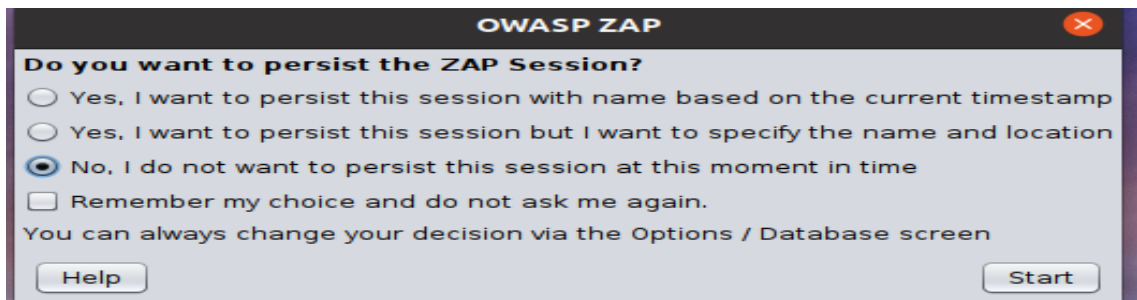 OWASP ZAP
Do you want to persist the ZAP Session?
Yes, I want to persist this session with name based on the current timestamp
Yes, I want to persist this session but I want to specify the name and location
No, I do not want to persist this session at this moment in time
Remember my choice and do not ask me again.
You can always change your decision via the Options / Database screen
Help Start